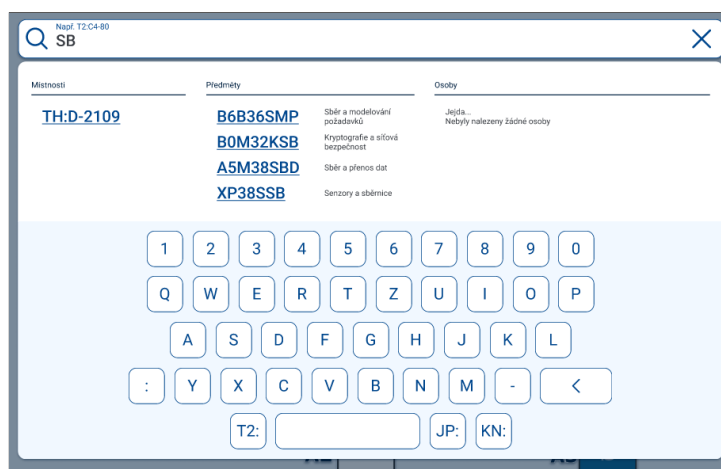 Např. T2:C4-80
SB
Místnosti
TH:D-2109
Předměty
B6B36SMP Sběr a modelování požadavků
B0M32KSB Kryptografie a síťová bezpečnost
A5M38SBD Sběr a přenos dat
XP38SSB Senzory a sběrnice
Osoby
Jejda...
Nebyly nalezeny žádné osoby
1 2 3 4 5 6 7 8 9 0
Q W E R T Z U I O P
A S D F G H J K L
: Y X C V B N M - <
T2: JP: KN: